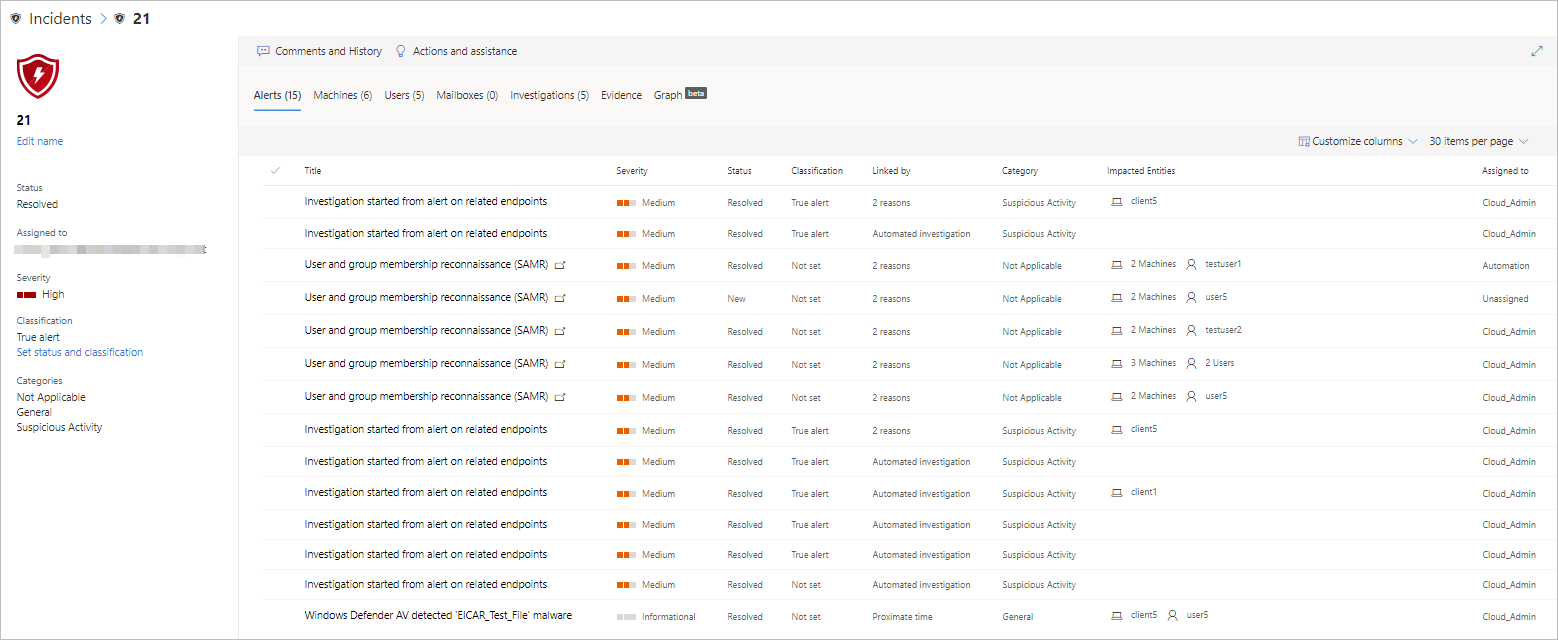 Incidents > 21
21
Edit name
Status
Resolved
Assigned to
Severity
High
Classification
True alert
Set status and classification
Categories
Not Applicable
General
Suspicious Activity
Comments and History Actions and assistance
Alerts (15) Machines (6) Users (5) Mailboxes (0) Investigations (5) Evidence Graph beta
Customize columns 30 items per page
Title Severity Status Classification Linked by Category Impacted Entities Assigned to
Investigation started from alert on related endpoints Medium Resolved True alert 2 reasons Suspicious Activity client5 Cloud_Admin
Investigation started from alert on related endpoints Medium Resolved True alert Automated investigation Suspicious Activity Cloud_Admin
User and group membership reconnaissance (SAMR) Medium Resolved Not set 2 reasons Not Applicable 2 Machines testuser1 Automation
User and group membership reconnaissance (SAMR) Medium New Not set 2 reasons Not Applicable 2 Machines user5 Unassigned
User and group membership reconnaissance (SAMR) Medium Resolved Not set 2 reasons Not Applicable 2 Machines testuser2 Cloud_Admin
User and group membership reconnaissance (SAMR) Medium Resolved Not set 2 reasons Not Applicable 3 Machines 2 Users Cloud_Admin
User and group membership reconnaissance (SAMR) Medium Resolved Not set 2 reasons Not Applicable 2 Machines user5 Cloud_Admin
Investigation started from alert on related endpoints Medium Resolved True alert 2 reasons Suspicious Activity client5 Cloud_Admin
Investigation started from alert on related endpoints Medium Resolved True alert Automated investigation Suspicious Activity Cloud_Admin
Investigation started from alert on related endpoints Medium Resolved True alert Automated investigation Suspicious Activity client1 Cloud_Admin
Investigation started from alert on related endpoints Medium Resolved True alert Automated investigation Suspicious Activity Cloud_Admin
Investigation started from alert on related endpoints Medium Resolved True alert Automated investigation Suspicious Activity Cloud_Admin
Investigation started from alert on related endpoints Medium Resolved Not set Automated investigation Suspicious Activity Cloud_Admin
Windows Defender AV detected 'EICAR_Test_File' malware Informational Resolved Not set Proximate time General client5 user5 Cloud_Admin